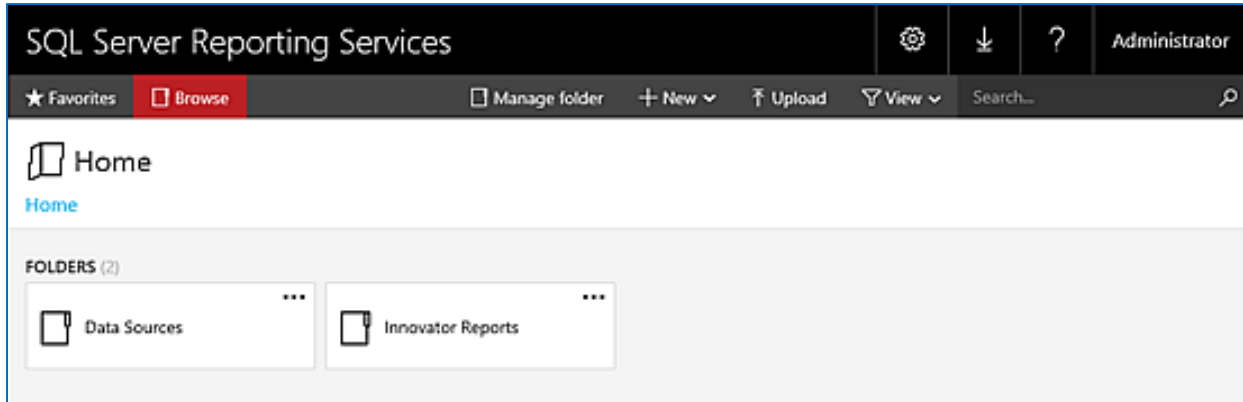 SQL Server Reporting Services ? Administrator
Favorites Browse Manage folder New Upload View Search...
Home
Home
FOLDERS (2)
Data Sources Innovator Reports